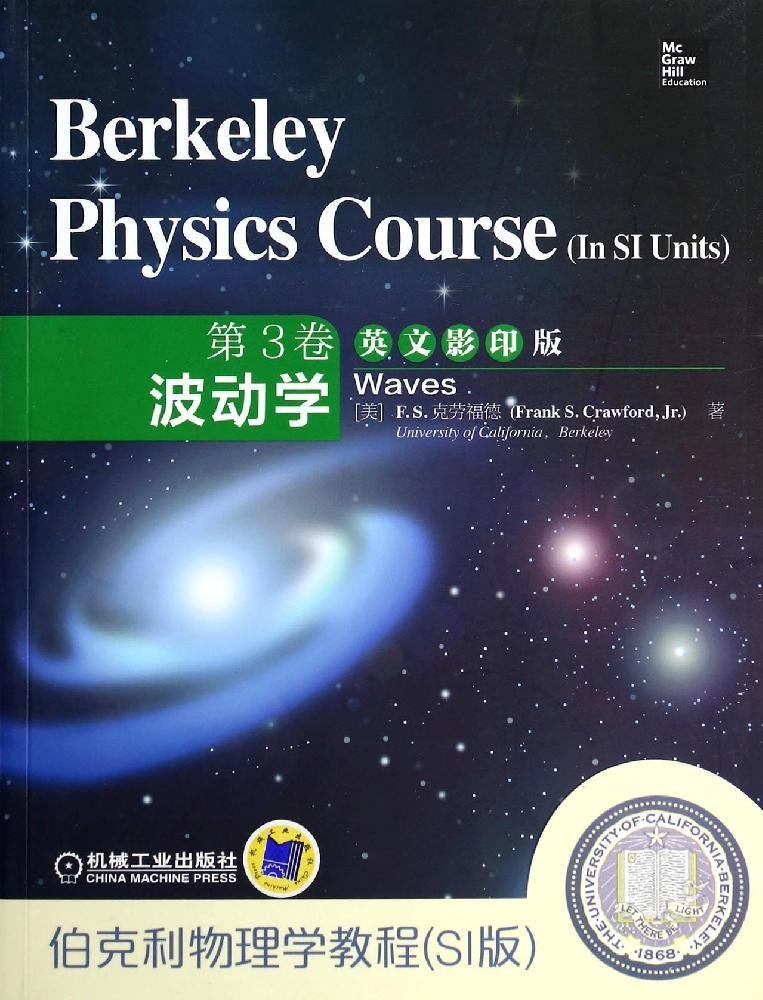 Mc
Graw
Hill
Education
Berkeley
Physics Course (In SI Units)
第3卷 英文影印版
波动学 Waves
[美] F.S.克劳福德 (Frank S. Crawford, Jr.) 著
University of California, Berkeley
机械工业出版社
CHINA MACHINE PRESS
THE·UNIVERSITY·OF·CALIFORNIA·BERKELEY
LET THERE BE LIGHT
·1868·
伯克利物理学教程(SI版)